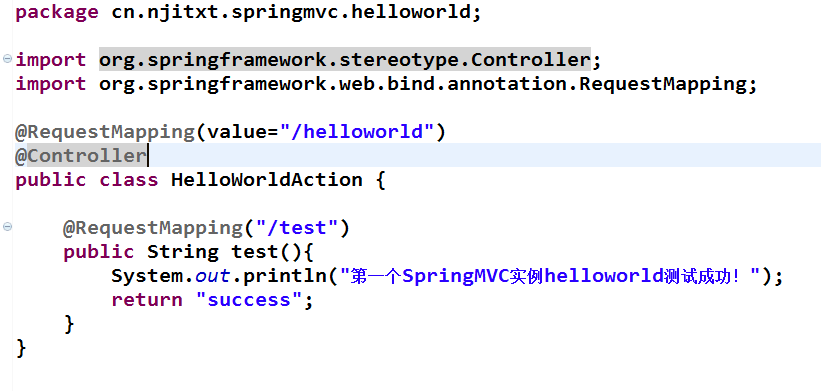 package cn.njitxt.springmvc.helloworld;
import org.springframework.stereotype.Controller;
import org.springframework.web.bind.annotation.RequestMapping;
@RequestMapping(value="/helloworld")
@Controller
public class HelloWorldAction {
@RequestMapping("/test")
public String test(){
System.out.println("第一个SpringMVC实例helloworld测试成功！");
return "success";
}
}